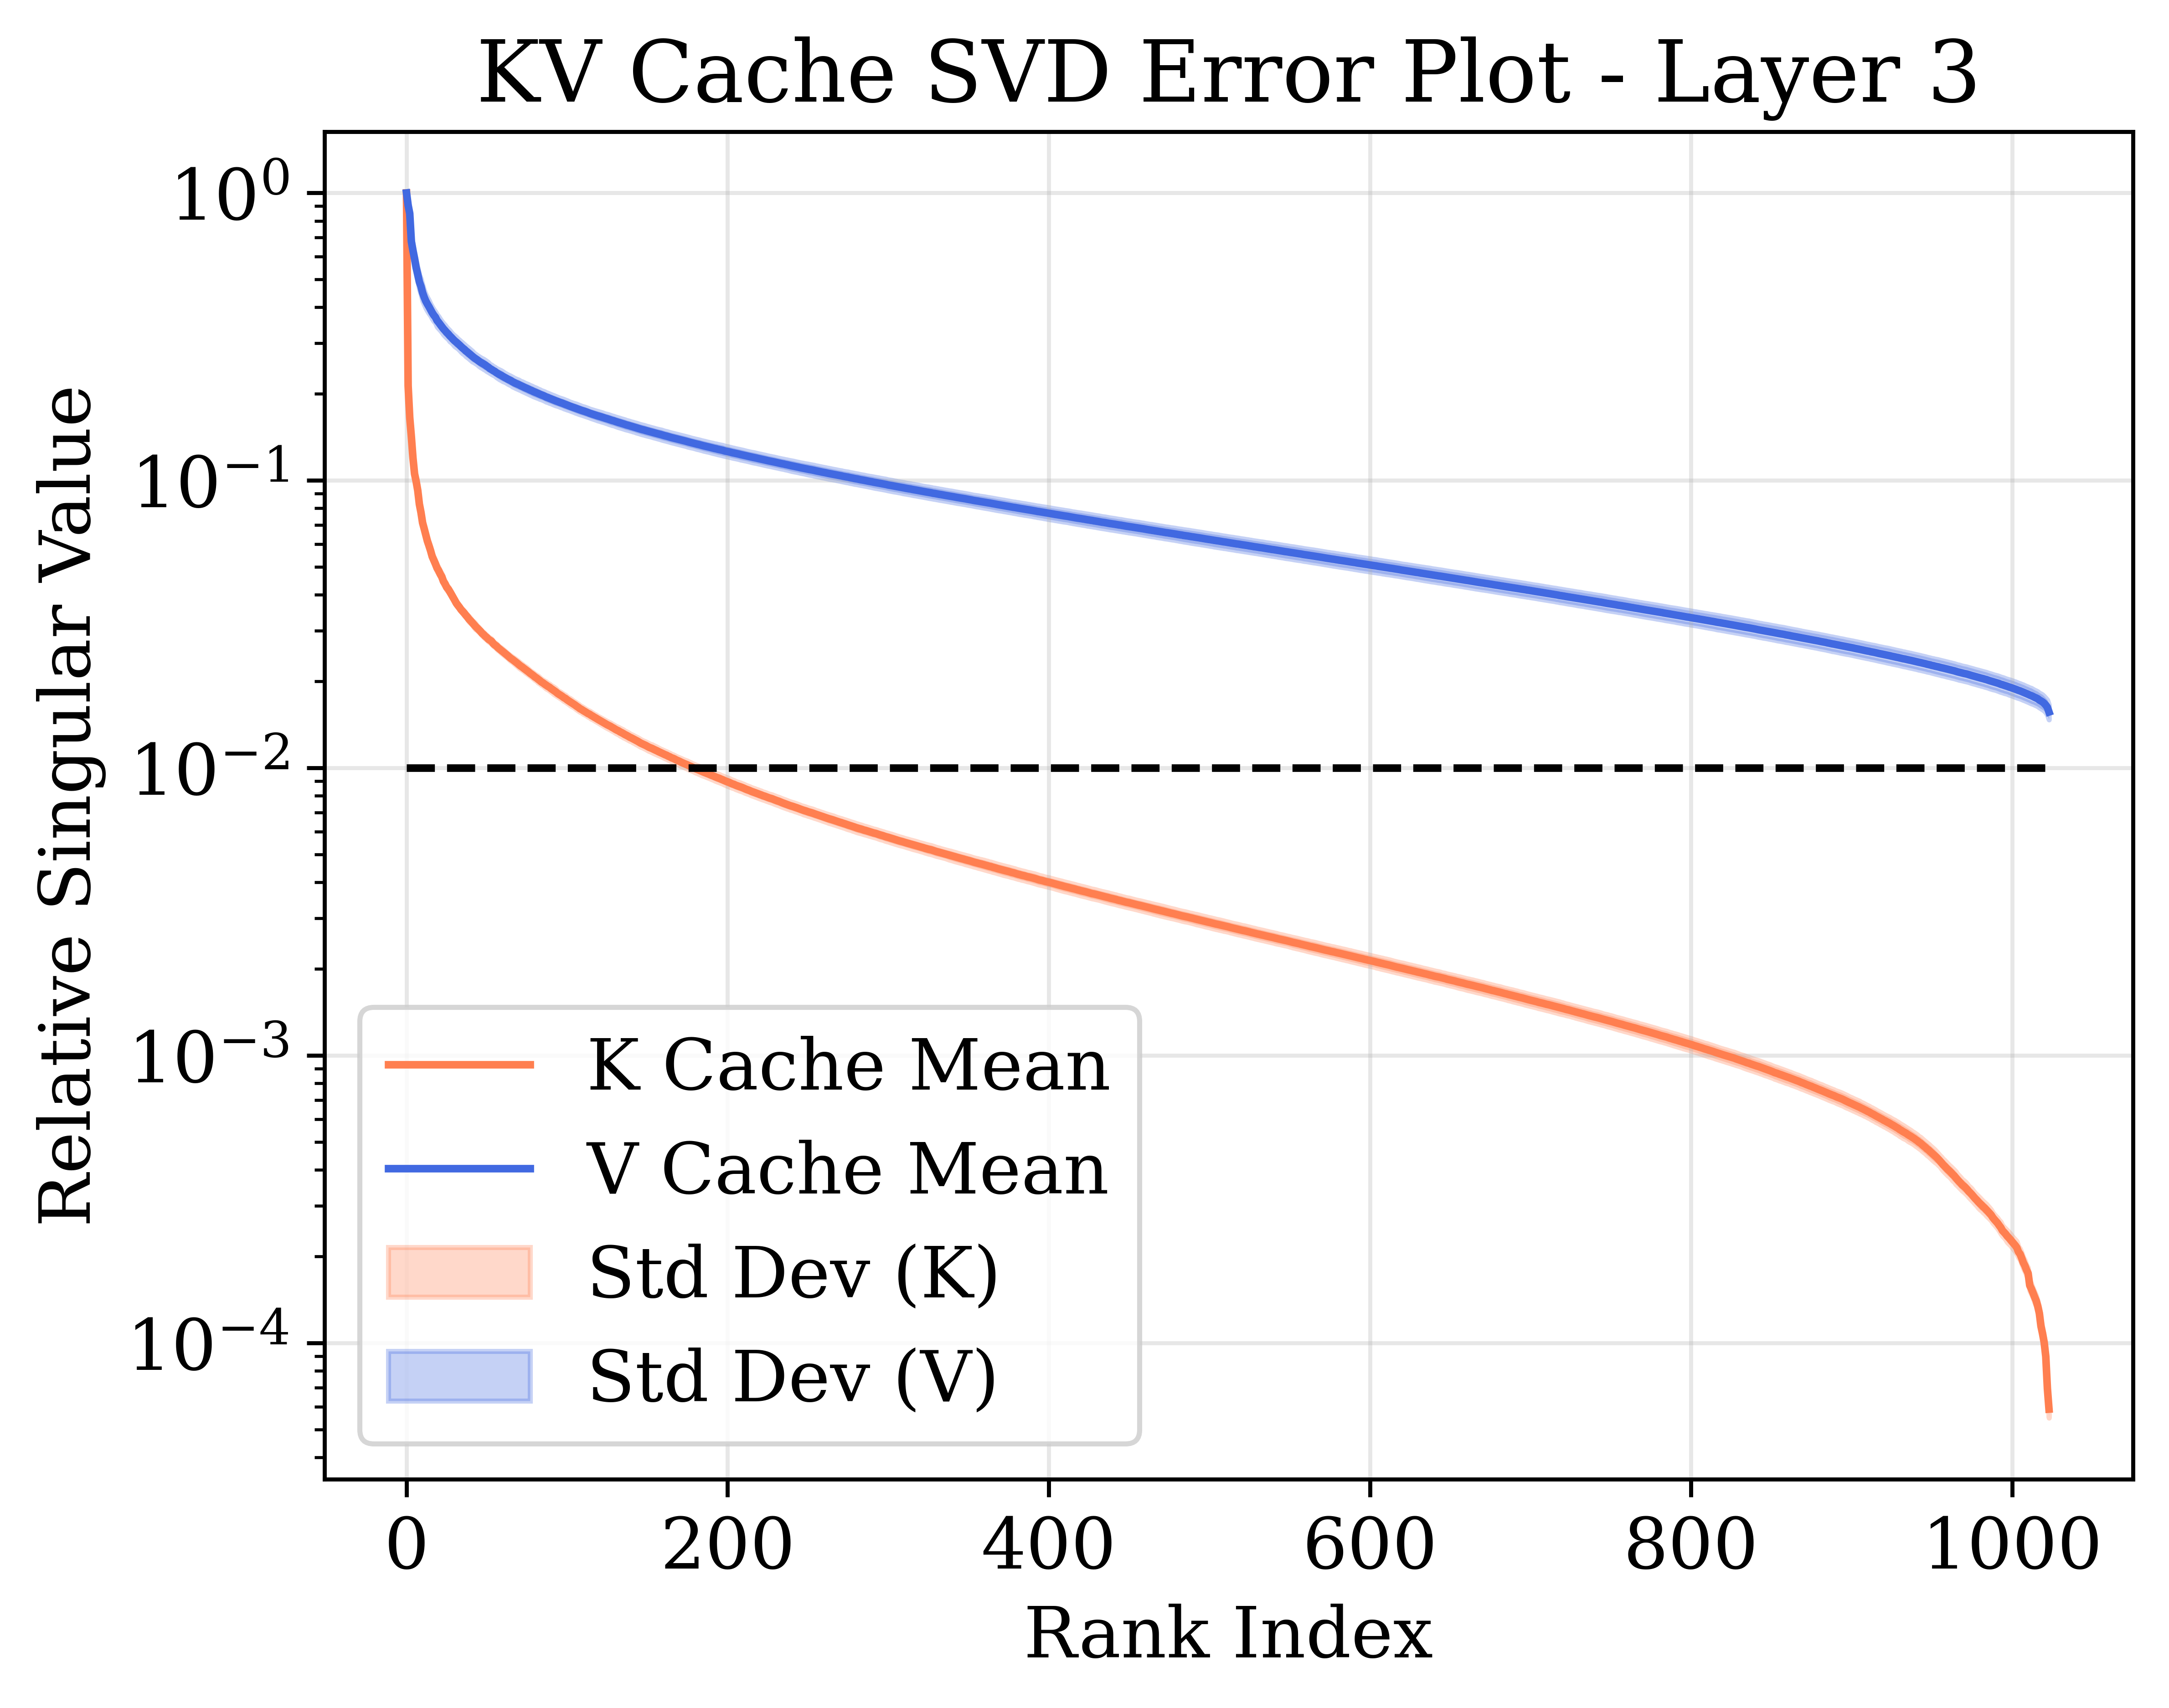 KV Cache SVD Error Plot - Layer 3
Relative Singular Value
10⁰
10⁻¹
10⁻²
10⁻³
10⁻⁴
K Cache Mean
V Cache Mean
Std Dev (K)
Std Dev (V)
0 200 400 600 800 1000
Rank Index